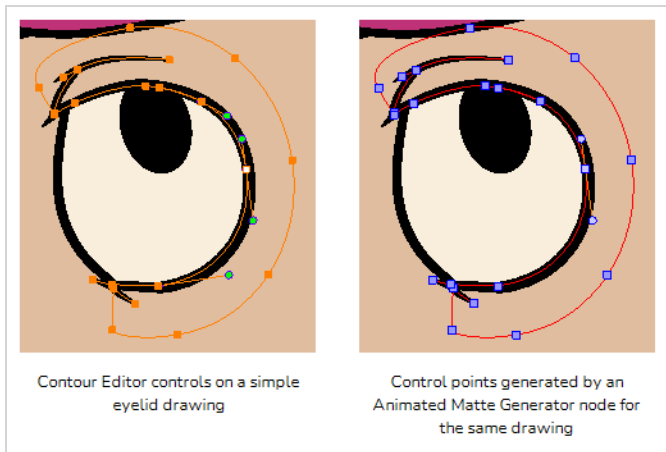 Contour Editor controls on a simple
eyelid drawing
Control points generated by an
Animated Matte Generator node for
the same drawing